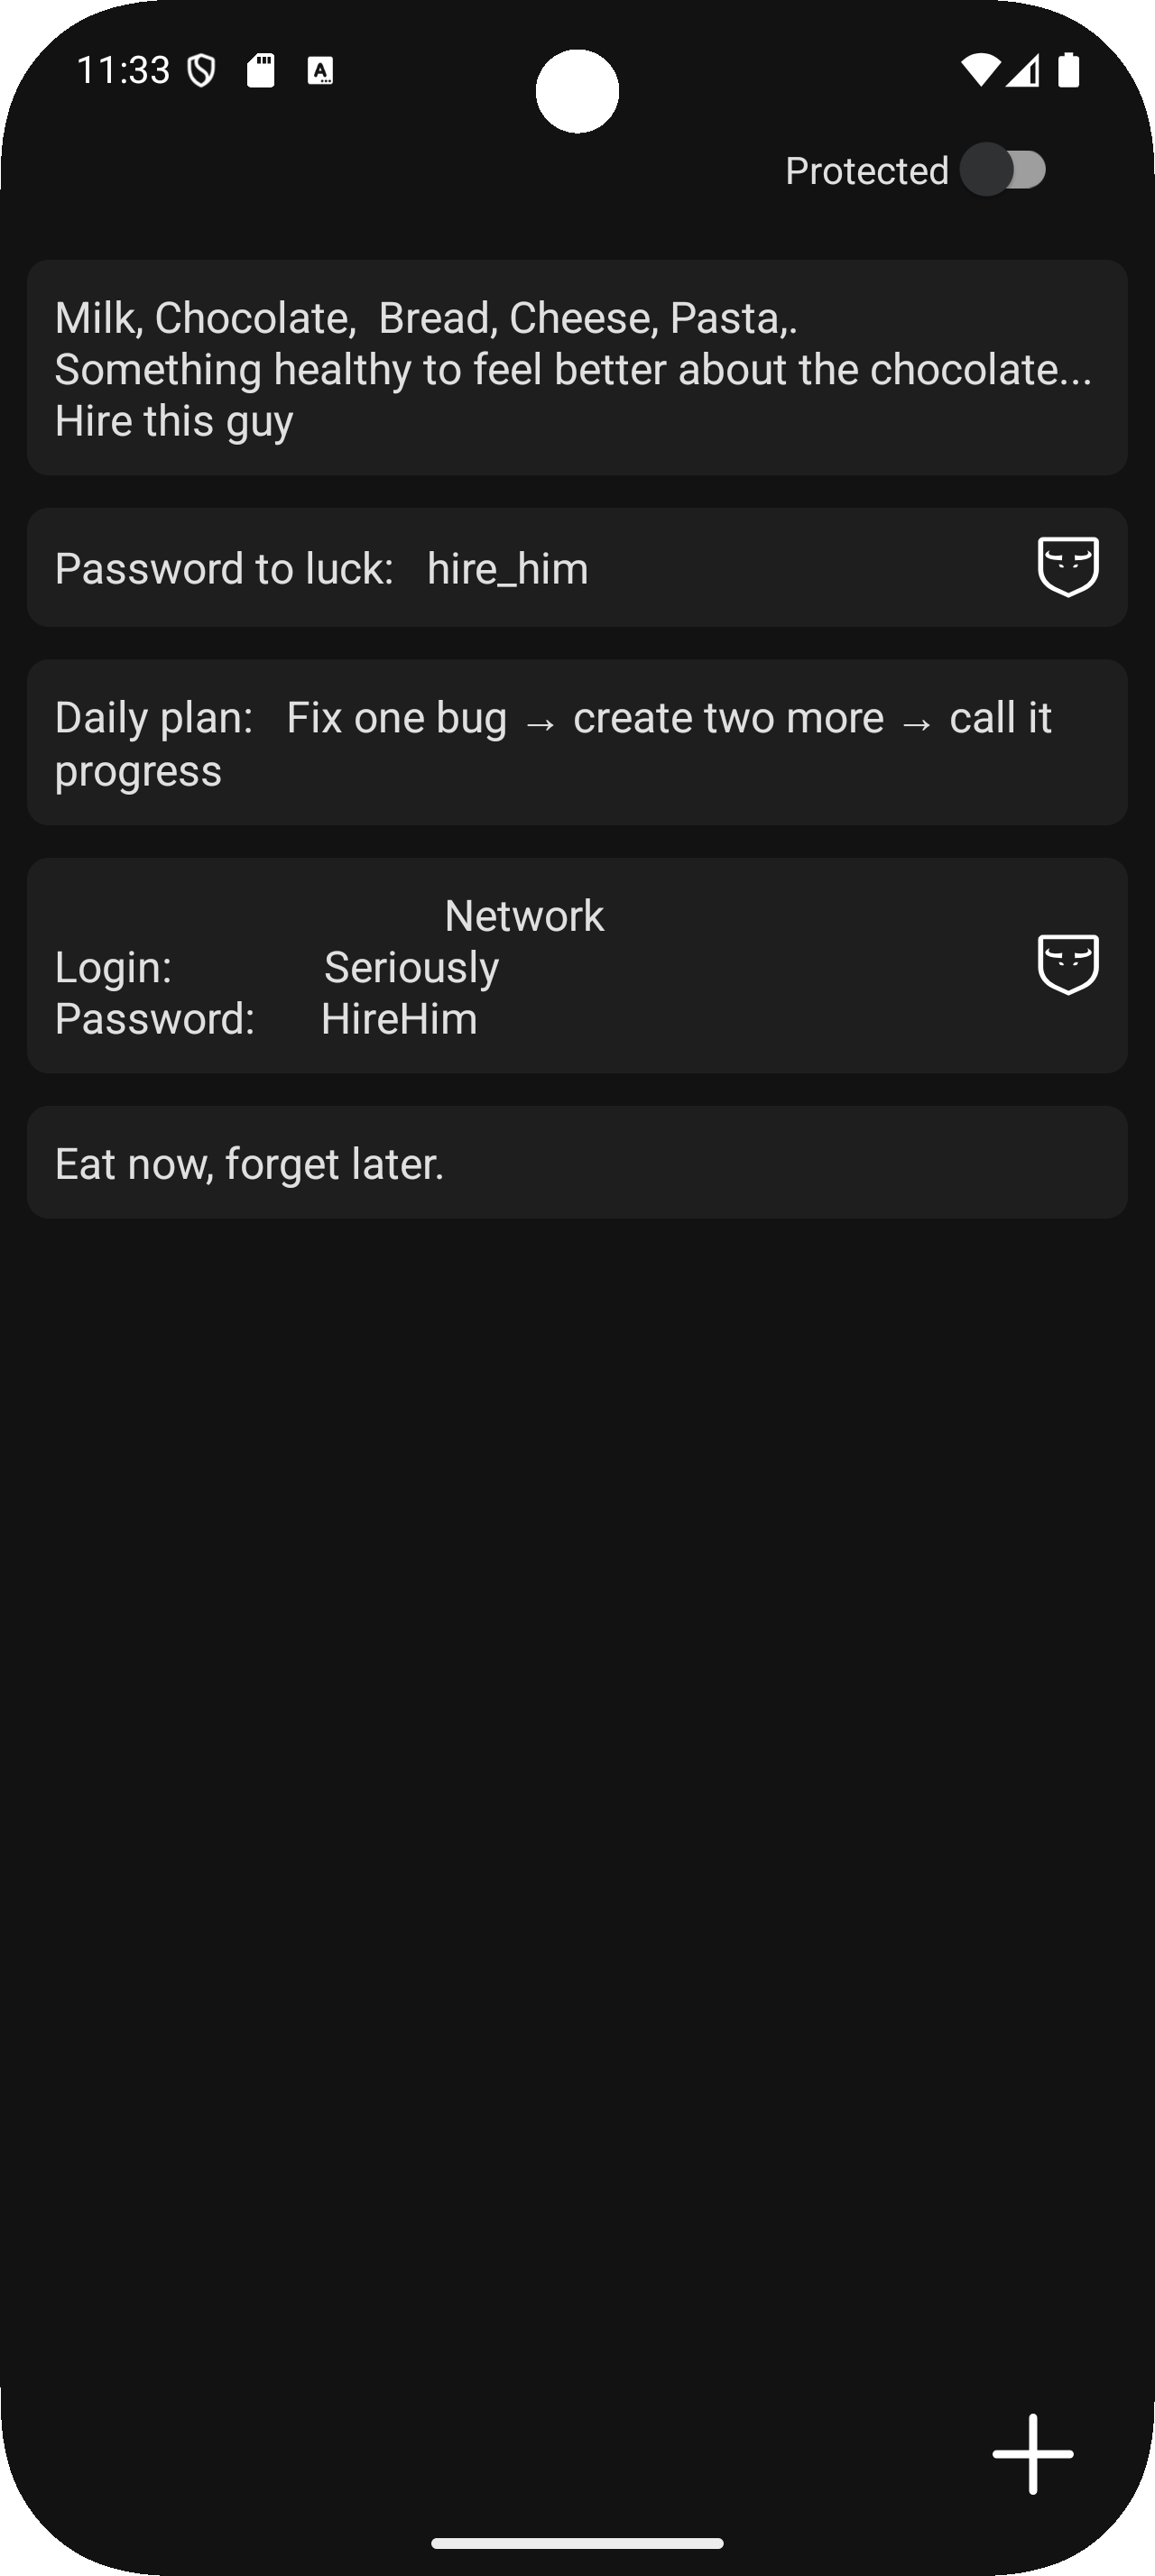 11:33
Protected
Milk, Chocolate,  Bread, Cheese, Pasta,.
Something healthy to feel better about the chocolate...
Hire this guy
Password to luck:   hire_him
Daily plan:   Fix one bug → create two more → call it
progress
Network
Login:              Seriously
Password:      HireHim
Eat now, forget later.